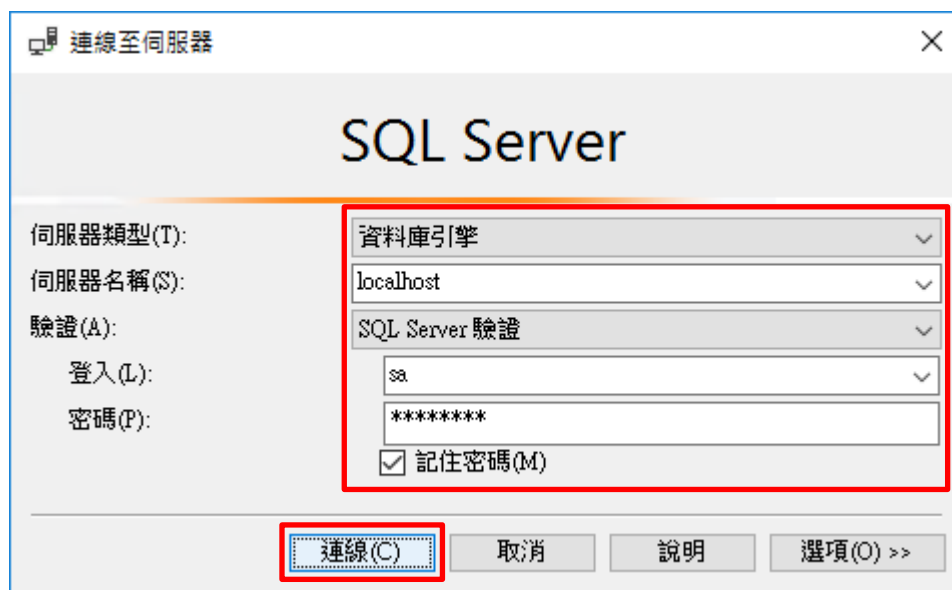 連線至伺服器
SQL Server
伺服器類型(T): 資料庫引擎
伺服器名稱(S): localhost
驗證(A): SQL Server 驗證
登入(L): sa
密碼(P): ********
記住密碼(M)
連線(C) 取消 說明 選項(O) >>